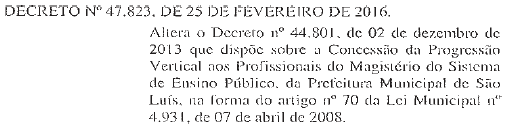 DECRETO Nº 47.823, DE 25 DE FEVEREIRO DE 2016.
Altera o Decreto nº 44.801, de 02 de dezembro de
2013 que dispõe sobre a Concessão da Progressão
Vertical aos Profissionais do Magistério do Sistema
de Ensino Público, da Prefeitura Municipal de São
Luís, na forma do artigo nº 70 da Lei Municipal nº
4.931, de 07 de abril de 2008.